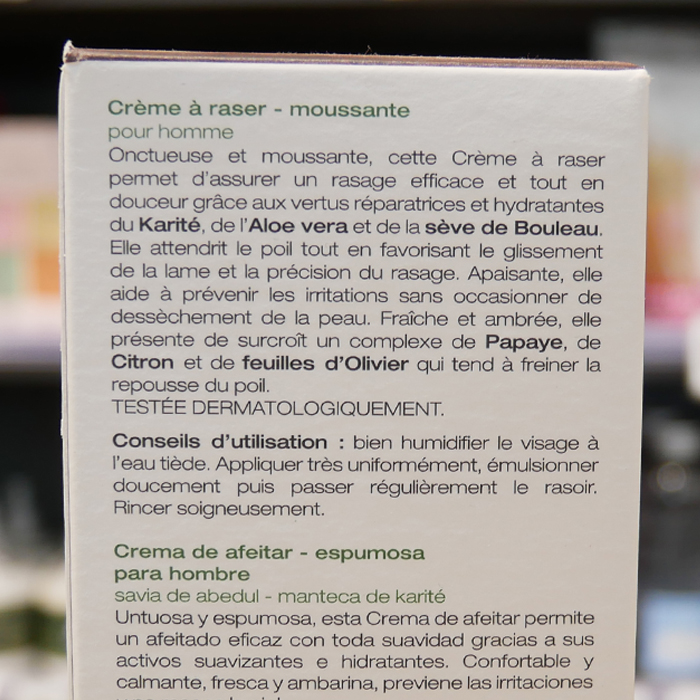 Crème à raser - moussante
pour homme
Onctueuse et moussante, cette Crème à raser
permet d'assurer un rasage efficace et tout en
douceur grâce aux vertus réparatrices et hydratantes
du Karité, de l'Aloe vera et de la sève de Bouleau.
Elle attendrit le poil tout en favorisant le glissement
de la lame et la précision du rasage. Apaisante, elle
aide à prévenir les irritations sans occasionner de
dessèchement de la peau. Fraîche et ambrée, elle
présente de surcroît un complexe de Papaye, de
Citron et de feuilles d'Olivier qui tend à freiner la
repousse du poil.
TESTÉE DERMATOLOGIQUEMENT.
Conseils d'utilisation : bien humidifier le visage à
l'eau tiède. Appliquer très uniformément, émulsionner
doucement puis passer régulièrement le rasoir.
Rincer soigneusement.
Crema de afeitar - espumosa
para hombre
savia de abedul - manteca de karité
Untuosa y espumosa, esta Crema de afeitar permite
un afeitado eficaz con toda suavidad gracias a sus
activos suavizantes e hidratantes. Confortable y
calmante, fresca y ambarina, previene las irritaciones